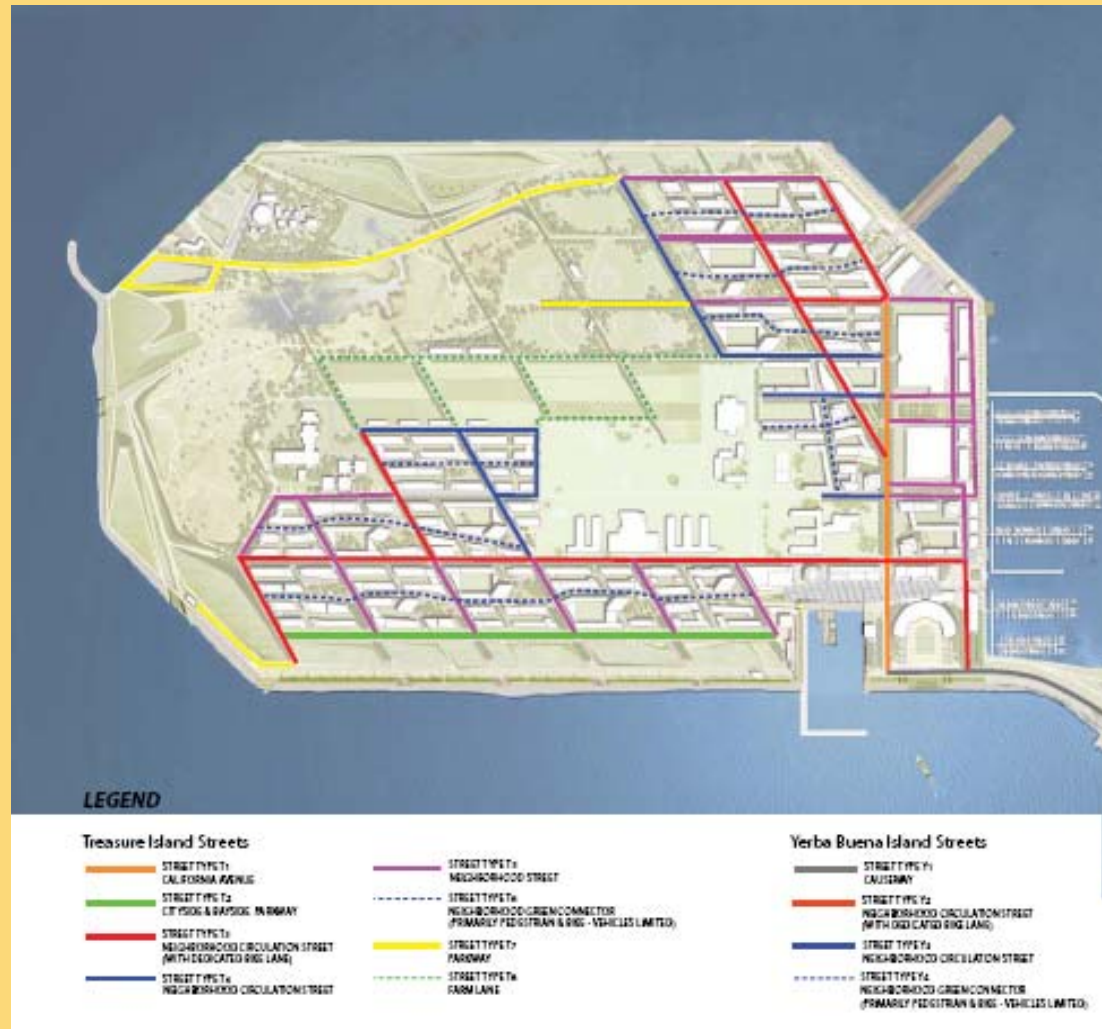 LEGEND
Treasure Island Streets
STREET TYPE T1
CALIFORNIA AVENUE
STREET TYPE T2
CITYSIDE & BAYSIDE PARKWAY
STREET TYPE T3
NEIGHBORHOOD CIRCULATION STREET
(WITH DEDICATED BIKE LANE)
STREET TYPE T4
NEIGHBORHOOD CIRCULATION STREET
STREET TYPE T5
NEIGHBORHOOD STREET
STREET TYPE T6
NEIGHBORHOOD GREEN CONNECTOR
(PRIMARILY PEDESTRIAN & BIKE - VEHICLES LIMITED)
STREET TYPE T7
PARKWAY
STREET TYPE T8
FARM LANE
Yerba Buena Island Streets
STREET TYPE Y1
CAUSEWAY
STREET TYPE Y2
NEIGHBORHOOD CIRCULATION STREET
(WITH DEDICATED BIKE LANE)
STREET TYPE Y3
NEIGHBORHOOD CIRCULATION STREET
STREET TYPE Y4
NEIGHBORHOOD GREEN CONNECTOR
(PRIMARILY PEDESTRIAN & BIKE - VEHICLES LIMITED)